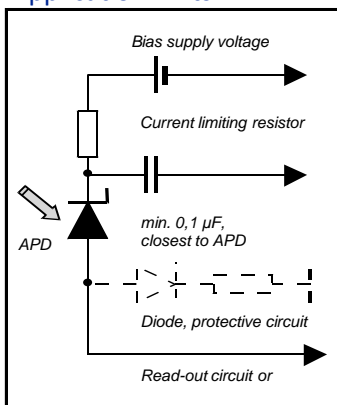 Bias supply voltage
Current limiting resistor
APD
min. 0,1 µF,
closest to APD
Diode, protective circuit
Read-out circuit or